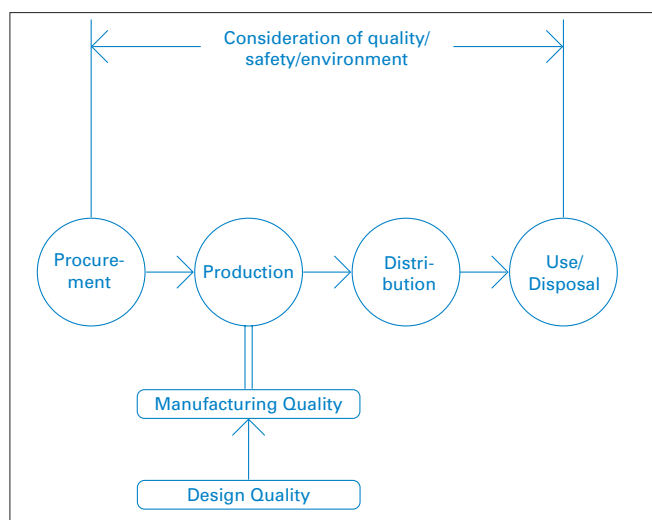 Consideration of quality/
safety/environment
Procure-
ment
Production
Distri-
bution
Use/
Disposal
Manufacturing Quality
Design Quality